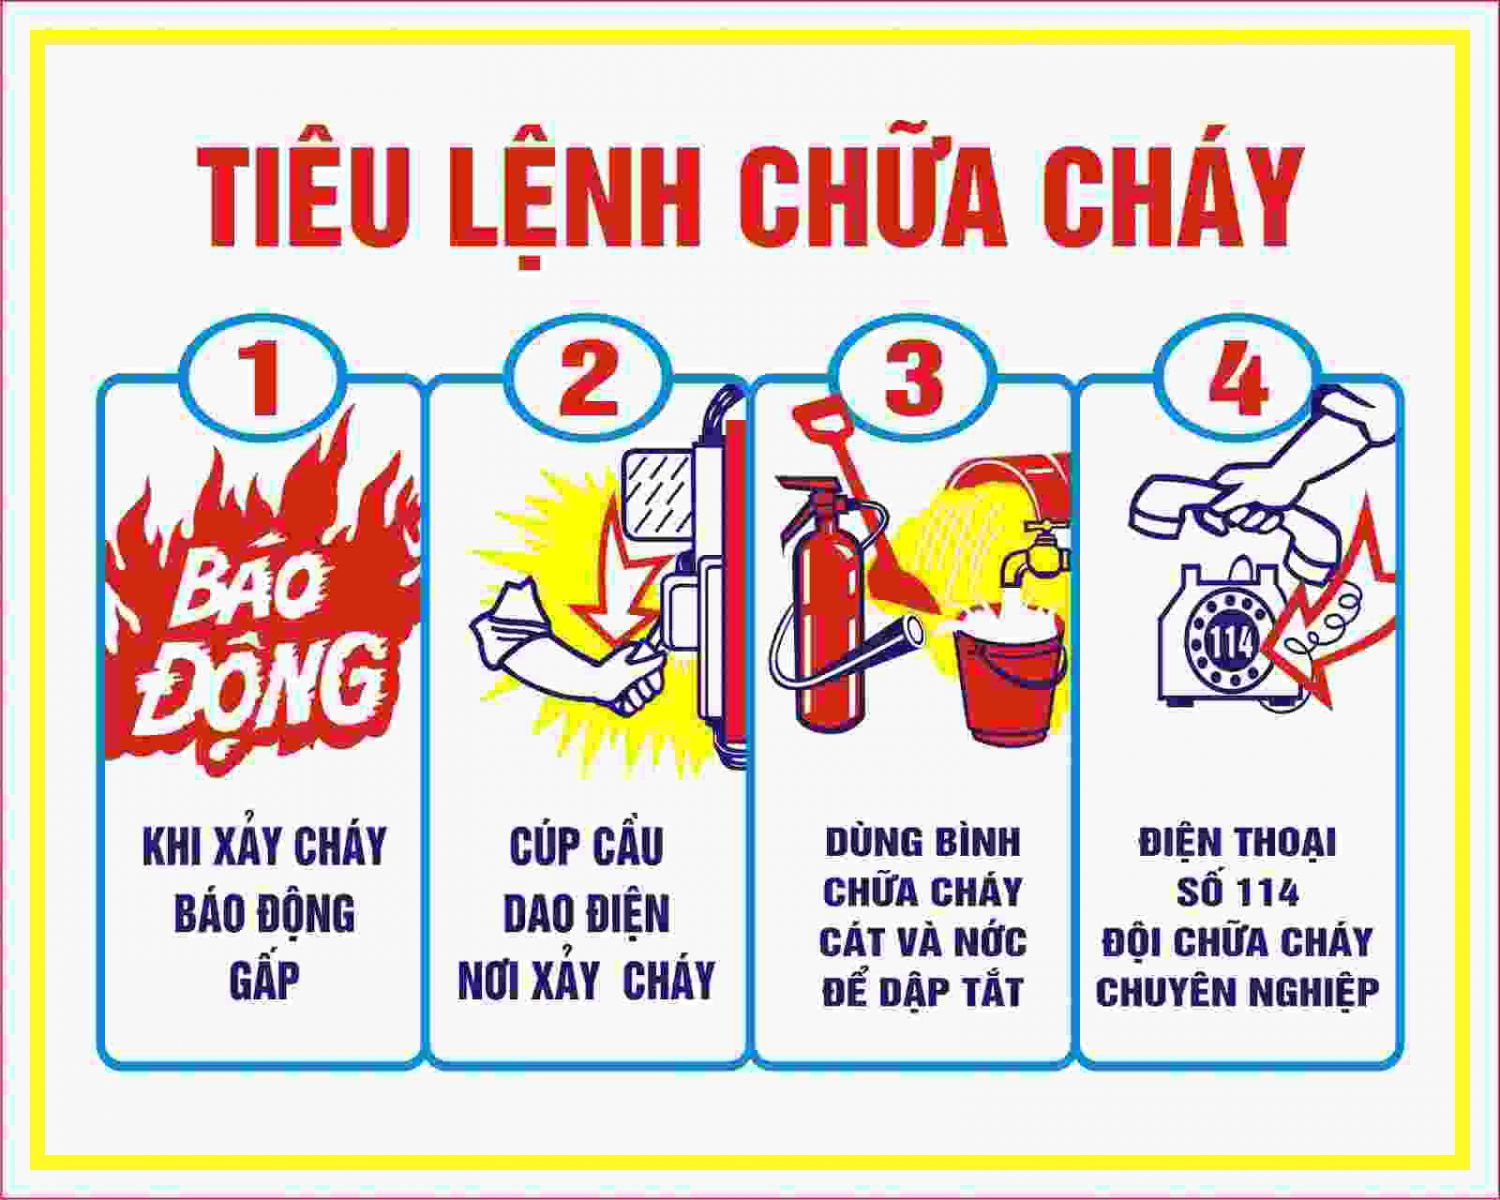 TIÊU LỆNH CHỮA CHÁY
1
BÁO
ĐỘNG
KHI XẢY CHÁY
BÁO ĐỘNG
GẤP
2
CÚP CẦU
DAO ĐIỆN
NƠI XẢY CHÁY
3
DÙNG BÌNH
CHỮA CHÁY
CÁT VÀ NỚC
ĐỂ DẬP TẮT
4
114
ĐIỆN THOẠI
SỐ 114
ĐỘI CHỮA CHÁY
CHUYÊN NGHIỆP